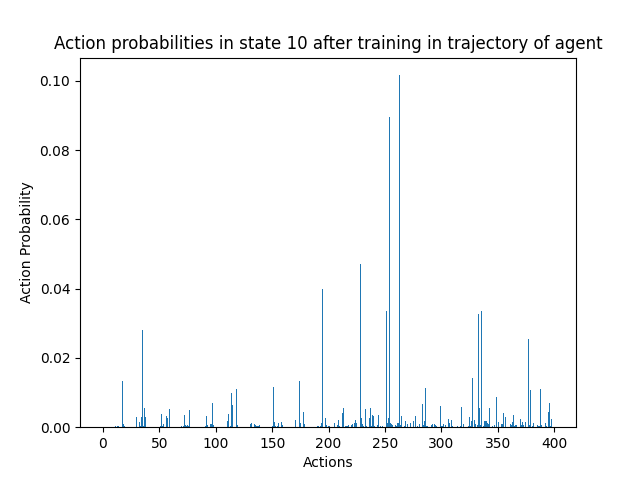 Action probabilities in state 10 after training in trajectory of agent
0.10
0.08
0.06
0.04
0.02
0.00
Action Probability
0 50 100 150 200 250 300 350 400
Actions